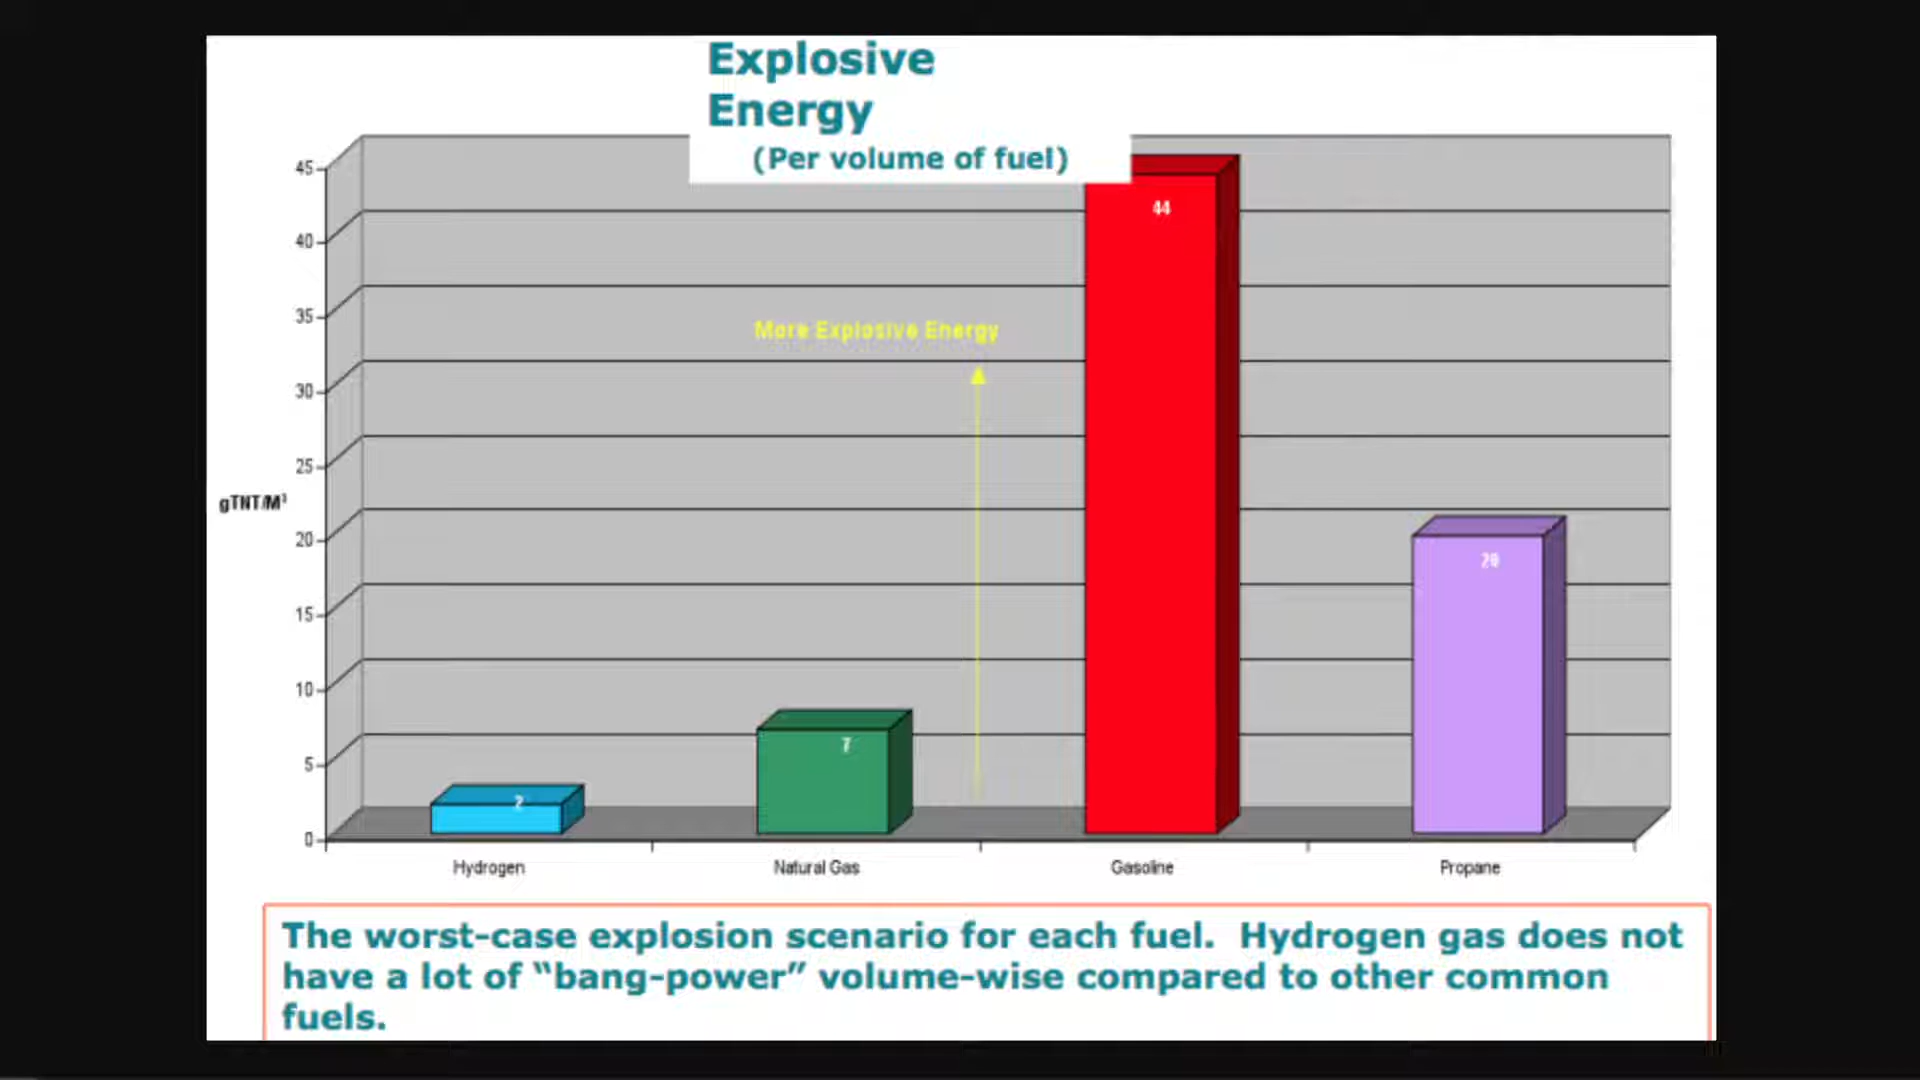 Explosive
Energy
(Per volume of fuel)
45
40
35
30
25
20
15
10
5
0
gTNT/M³
More Explosive Energy
2
7
44
20
Hydrogen
Natural Gas
Gasoline
Propane
The worst-case explosion scenario for each fuel. Hydrogen gas does not
have a lot of “bang-power” volume-wise compared to other common
fuels.